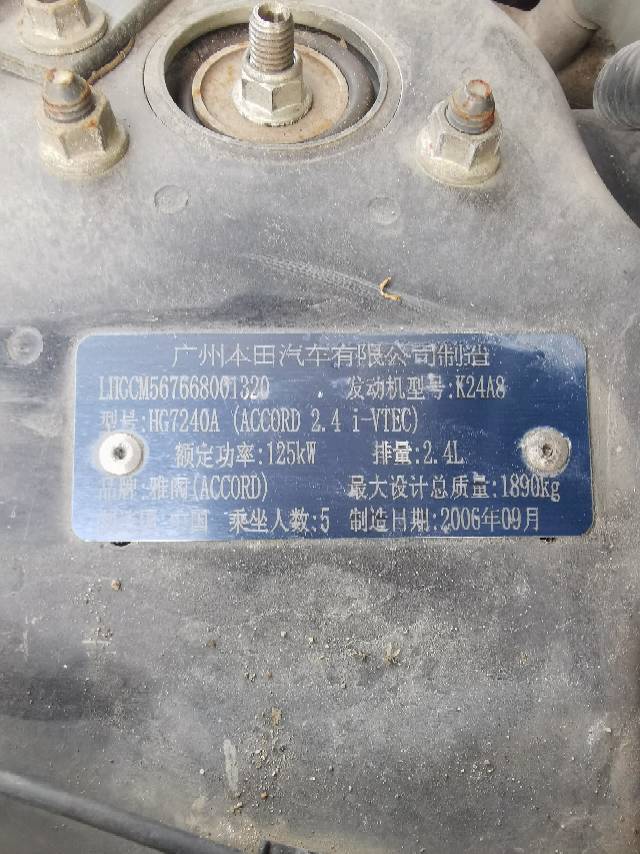 广州本田汽车有限公司制造
LHGCM567668001320 发动机型号:K24A8
型号:HG7240A (ACCORD 2.4 i-VTEC)
额定功率:125kW 排量:2.4L
品牌:雅阁(ACCORD) 最大设计总质量:1890kg
中国 乘坐人数:5 制造日期:2006年09月